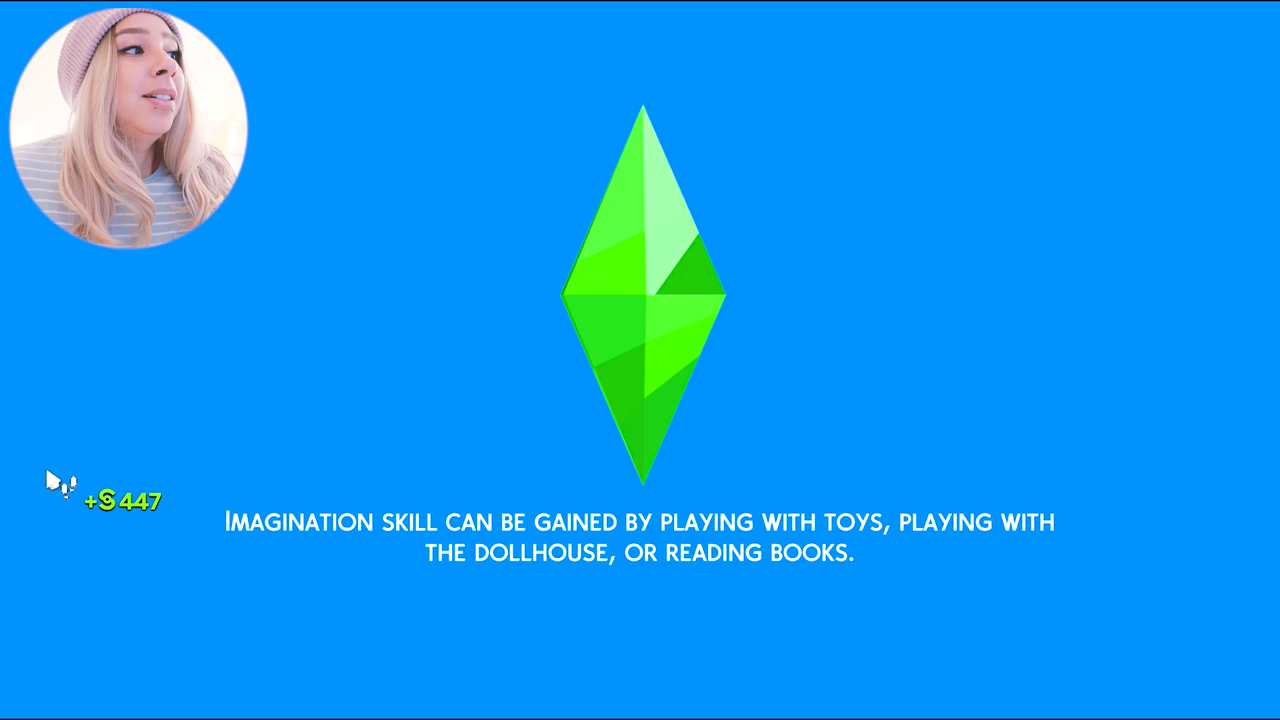 +§447
Imagination skill can be gained by playing with toys, playing with
the dollhouse, or reading books.